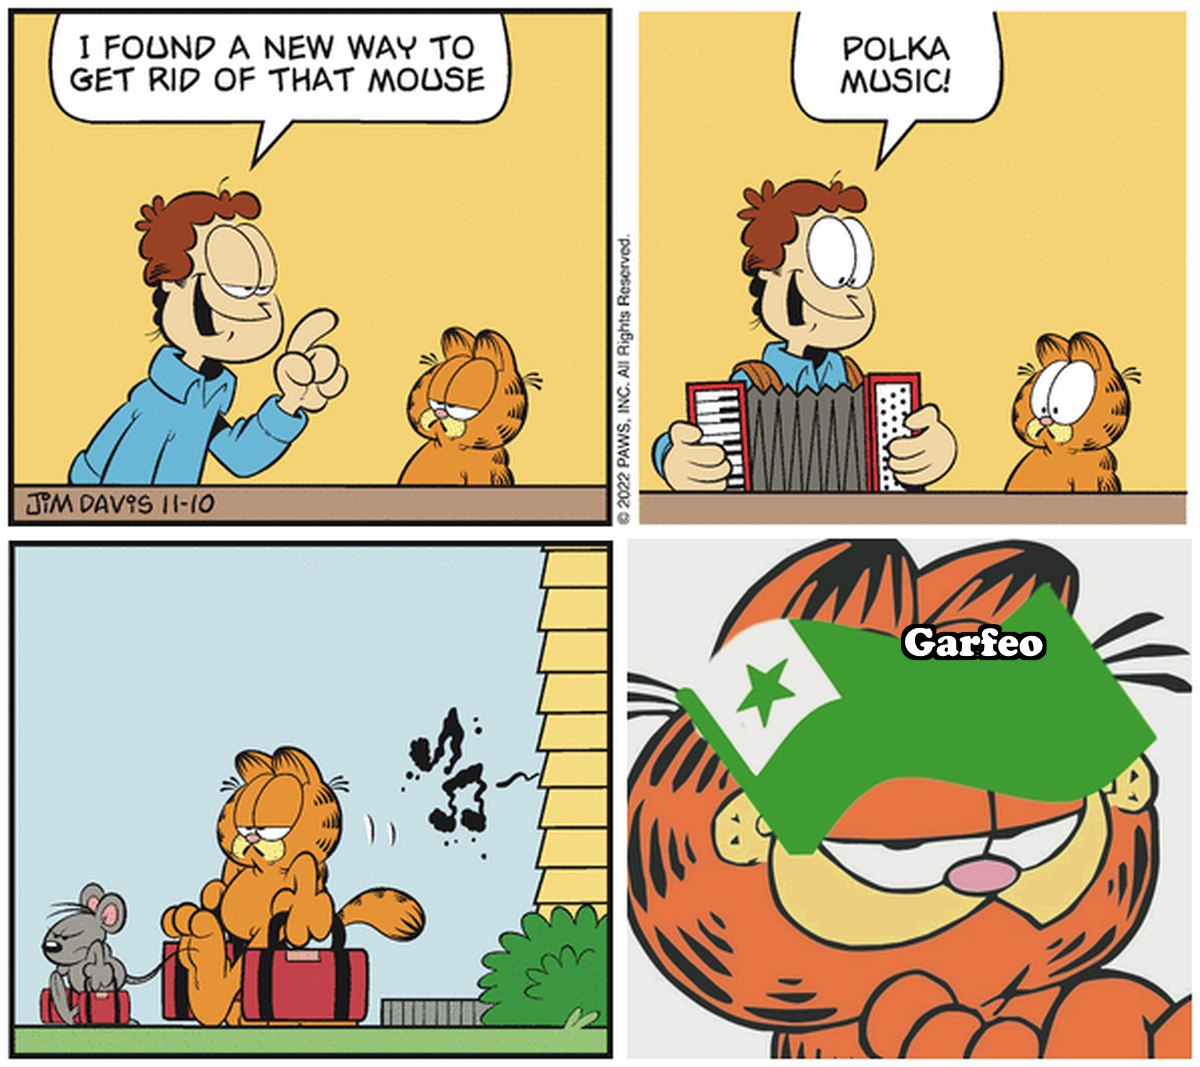 I FOUND A NEW WAY TO
GET RID OF THAT MOUSE
JIM DAVIS 11-10
© 2022 PAWS, INC. All Rights Reserved.
POLKA
MUSIC!
Garfeo